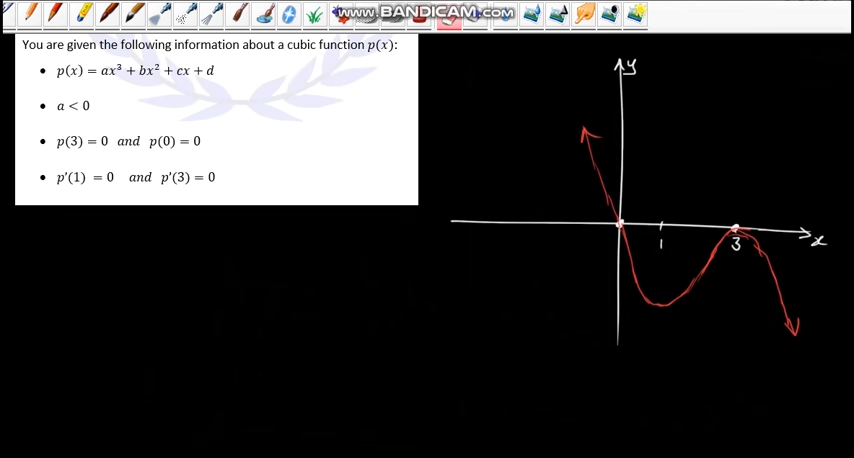 www.BANDICAM.com
You are given the following information about a cubic function p(x):
• p(x) = ax³ + bx² + cx + d
• a < 0
• p(3) = 0 and p(0) = 0
• p'(1) = 0 and p'(3) = 0
y
x
1
3